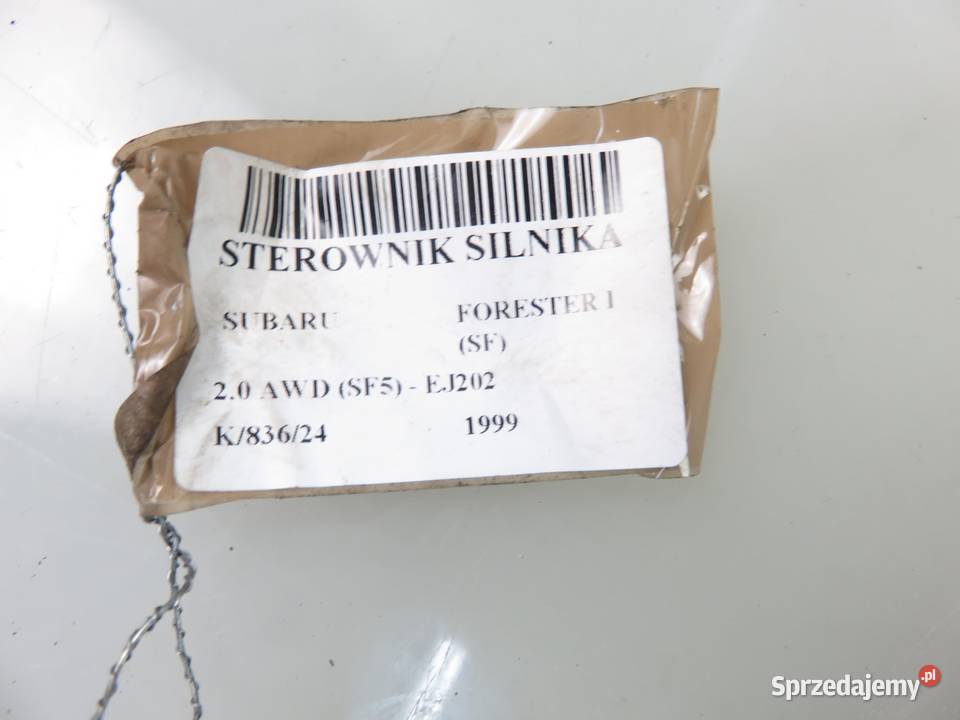 STEROWNIK SILNIKA
SUBARU FORESTER I
(SF)
2.0 AWD (SF5) - EJ202
K/836/24 1999
Sprzedajemy.pl